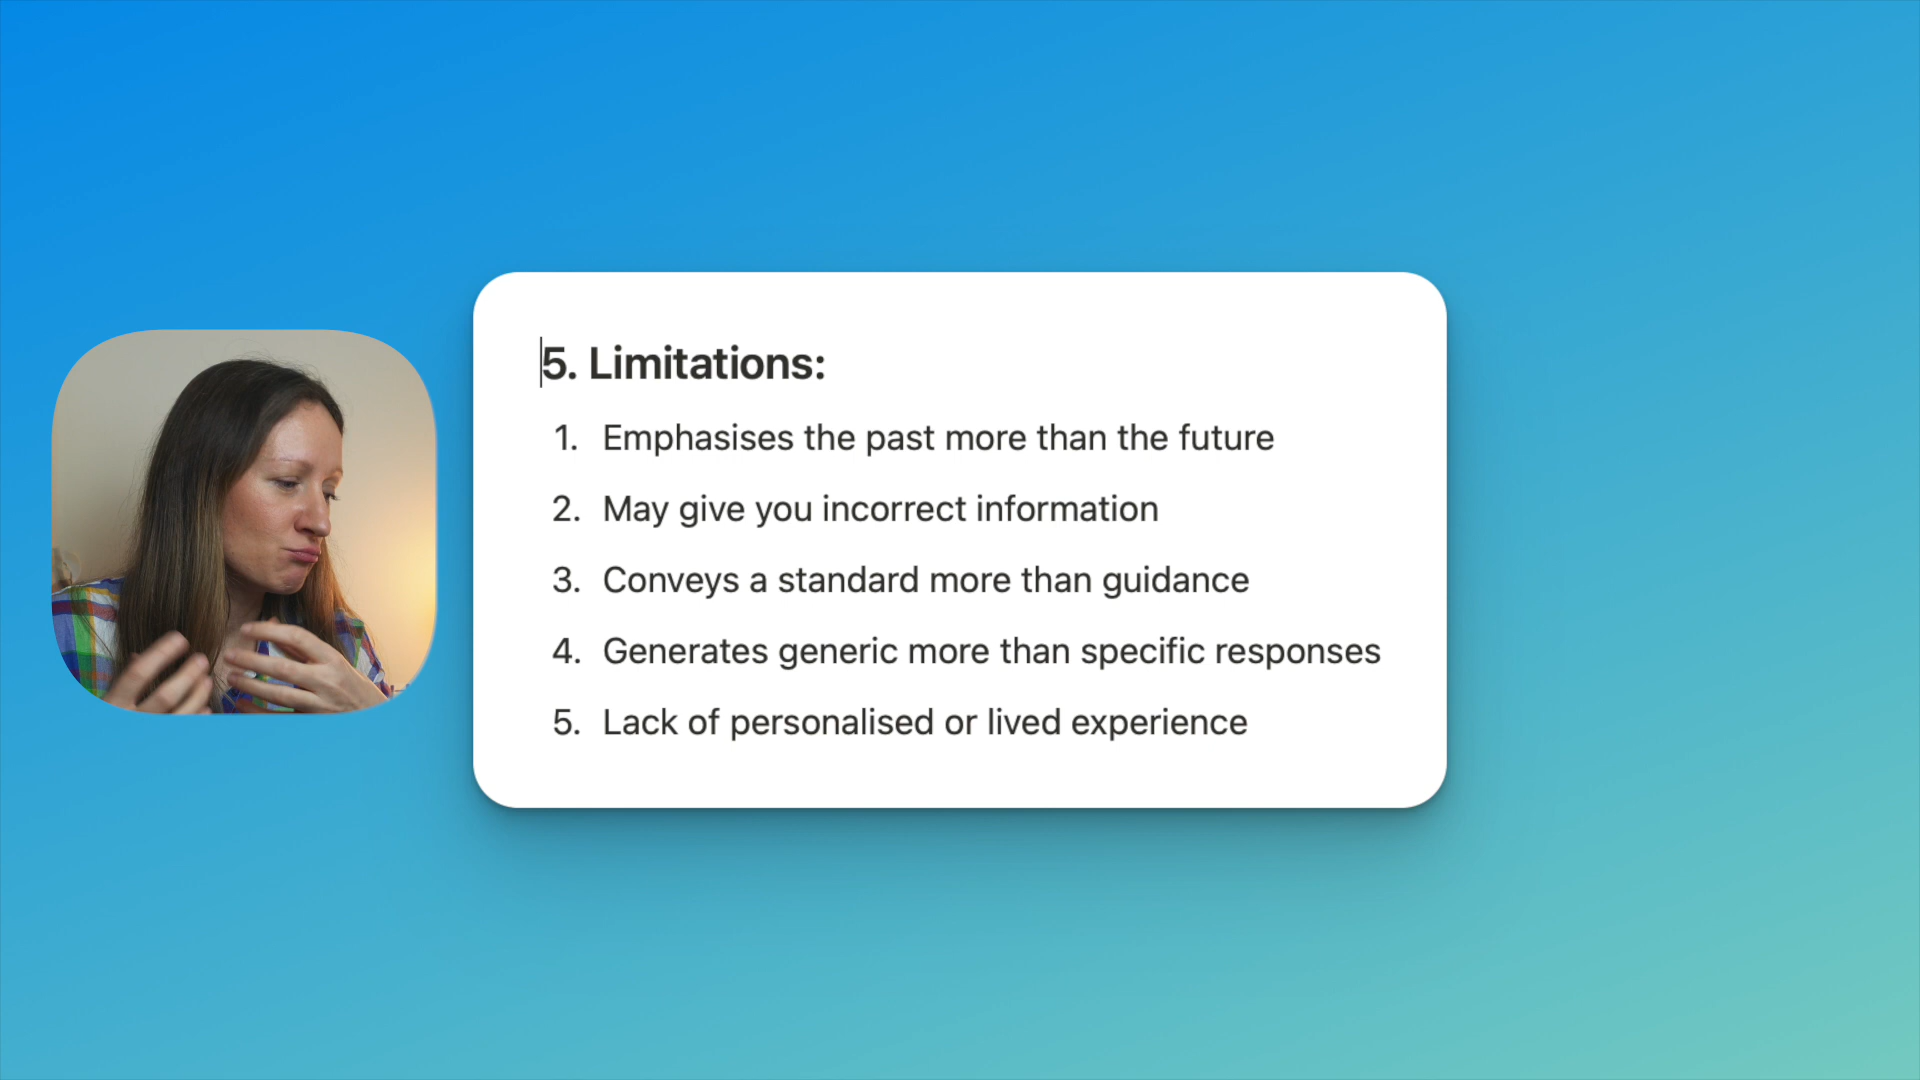 5. Limitations:
1. Emphasises the past more than the future
2. May give you incorrect information
3. Conveys a standard more than guidance
4. Generates generic more than specific responses
5. Lack of personalised or lived experience